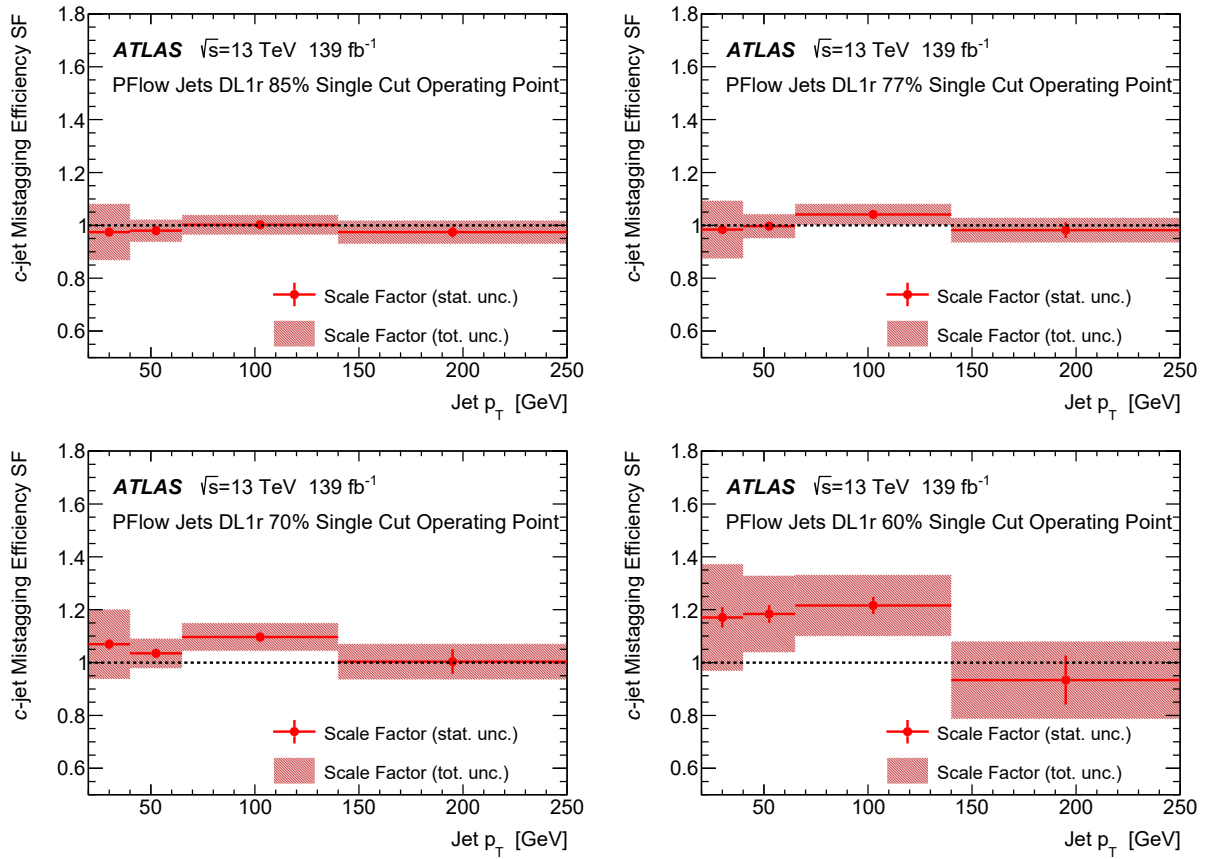 c-jet Mistagging Efficiency SF
1.8
1.6
1.4
1.2
1
0.8
0.6
ATLAS √s=13 TeV 139 fb-1
PFlow Jets DL1r 85% Single Cut Operating Point
Scale Factor (stat. unc.)
Scale Factor (tot. unc.)
50 100 150 200 250
Jet pT [GeV]
c-jet Mistagging Efficiency SF
1.8
1.6
1.4
1.2
1
0.8
0.6
ATLAS √s=13 TeV 139 fb-1
PFlow Jets DL1r 77% Single Cut Operating Point
Scale Factor (stat. unc.)
Scale Factor (tot. unc.)
50 100 150 200 250
Jet pT [GeV]
c-jet Mistagging Efficiency SF
1.8
1.6
1.4
1.2
1
0.8
0.6
ATLAS √s=13 TeV 139 fb-1
PFlow Jets DL1r 70% Single Cut Operating Point
Scale Factor (stat. unc.)
Scale Factor (tot. unc.)
50 100 150 200 250
Jet pT [GeV]
c-jet Mistagging Efficiency SF
1.8
1.6
1.4
1.2
1
0.8
0.6
ATLAS √s=13 TeV 139 fb-1
PFlow Jets DL1r 60% Single Cut Operating Point
Scale Factor (stat. unc.)
Scale Factor (tot. unc.)
50 100 150 200 250
Jet pT [GeV]